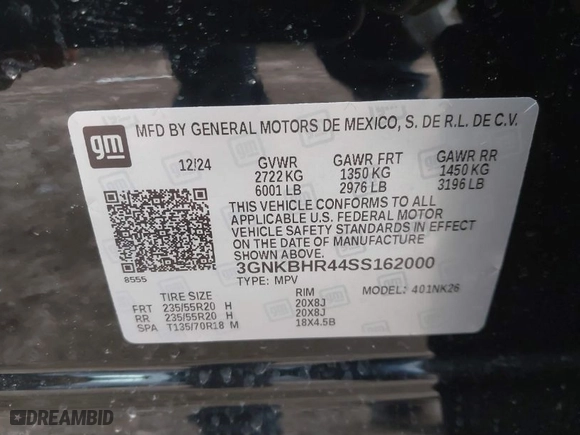 gm
MFD BY GENERAL MOTORS DE MEXICO, S. DE R.L. DE C.V.
12/24 GVWR GAWR FRT GAWR RR
2722 KG 1350 KG 1450 KG
6001 LB 2976 LB 3196 LB
THIS VEHICLE CONFORMS TO ALL
APPLICABLE U.S. FEDERAL MOTOR
VEHICLE SAFETY STANDARDS IN EFFECT
ON THE DATE OF MANUFACTURE SHOWN ABOVE.
3GNKBHR44SS162000
8555 TYPE: MPV MODEL: 401NK26
TIRE SIZE RIM
FRT 235/55R20 H 20X8J
RR 235/55R20 H 20X8J
SPA T135/70R18 M 18X4.5B
DREAMBID